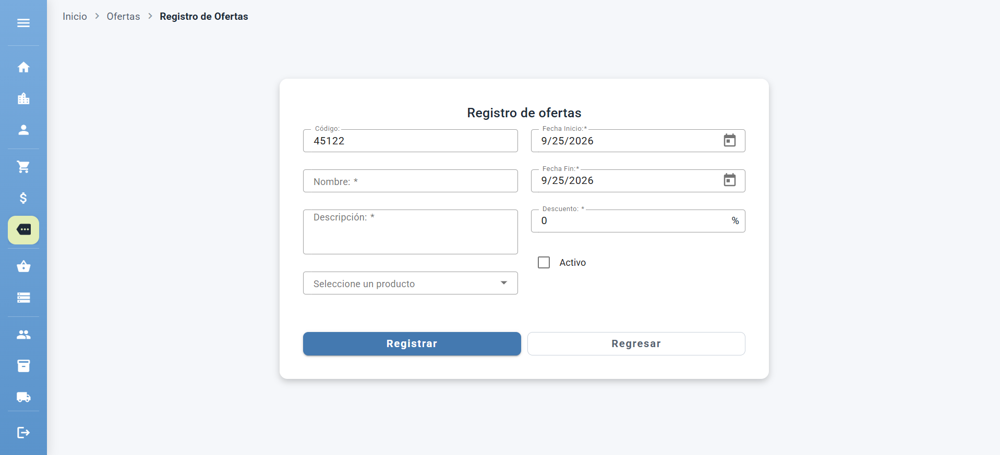 Inicio > Ofertas > Registro de Ofertas
Registro de ofertas
Código:
45122
Nombre: *
Descripción: *
Seleccione un producto
Fecha Inicio:*
9/25/2026
Fecha Fin:*
9/25/2026
Descuento: *
0 %
Activo
Registrar
Regresar